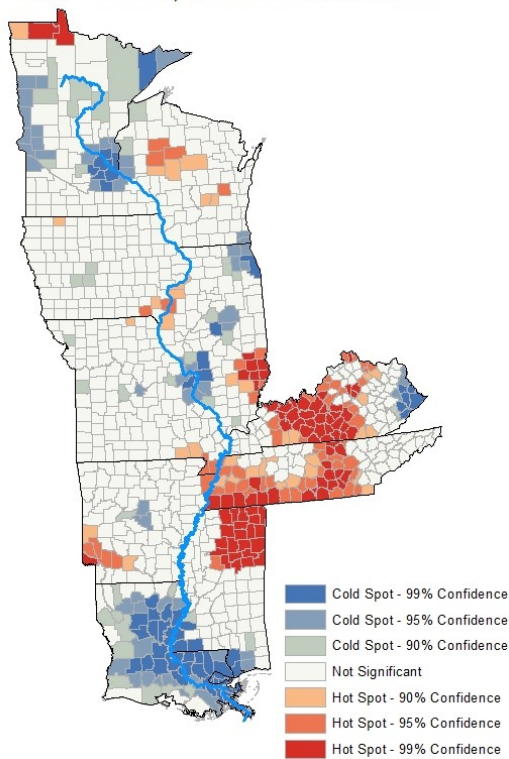 Cold Spot - 99% Confidence
Cold Spot - 95% Confidence
Cold Spot - 90% Confidence
Not Significant
Hot Spot - 90% Confidence
Hot Spot - 95% Confidence
Hot Spot - 99% Confidence